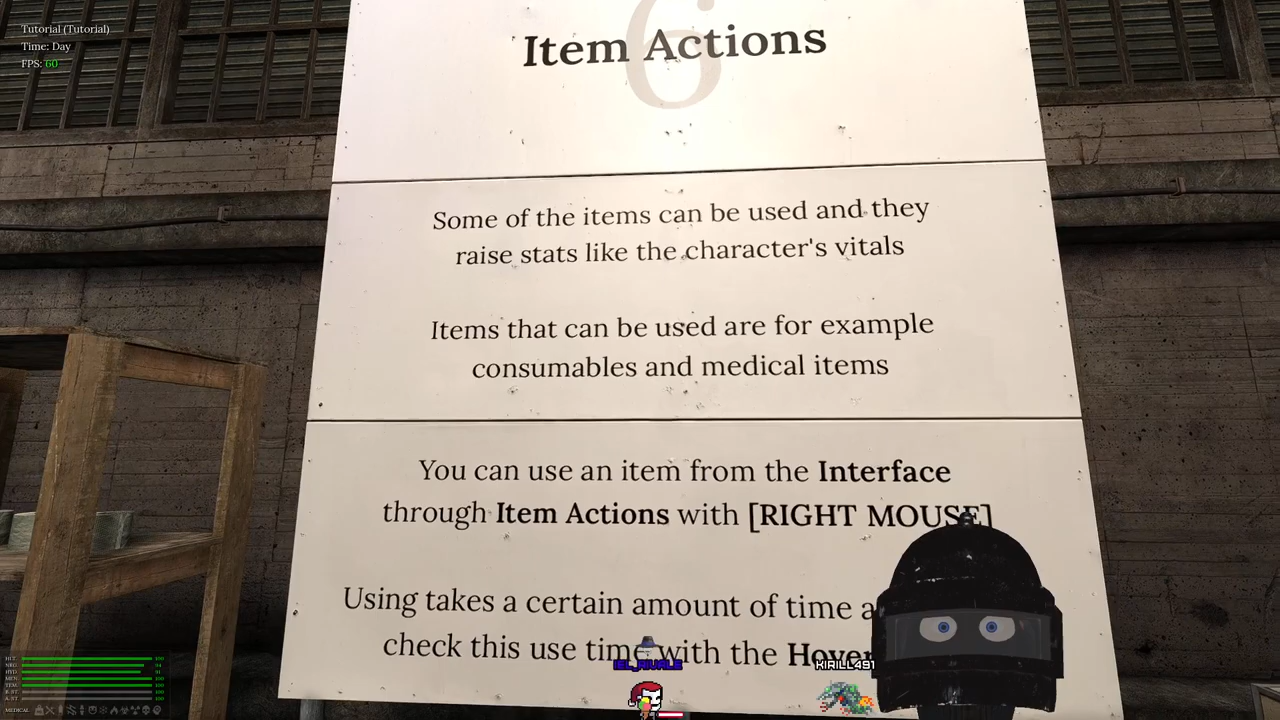 Tutorial (Tutorial)
Time: Day
FPS: 60
6
Item Actions
Some of the items can be used and they
raise stats like the character's vitals
Items that can be used are for example
consumables and medical items
You can use an item from the Interface
through Item Actions with [RIGHT MOUSE]
Using takes a certain amount of time a
check this use time with the Hover
IEL_RIVALE
KIRILL491
MEDICAL